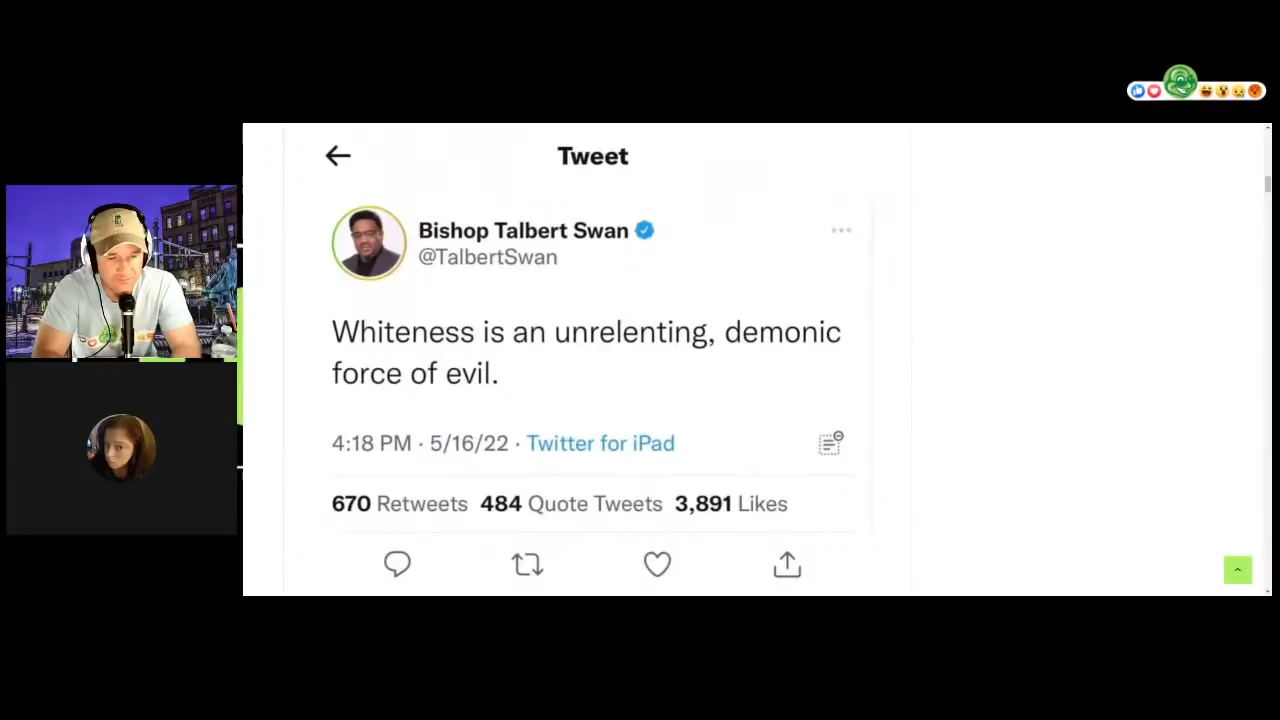 Tweet
Bishop Talbert Swan
@TalbertSwan
Whiteness is an unrelenting, demonic
force of evil.
4:18 PM · 5/16/22 · Twitter for iPad
670 Retweets 484 Quote Tweets 3,891 Likes